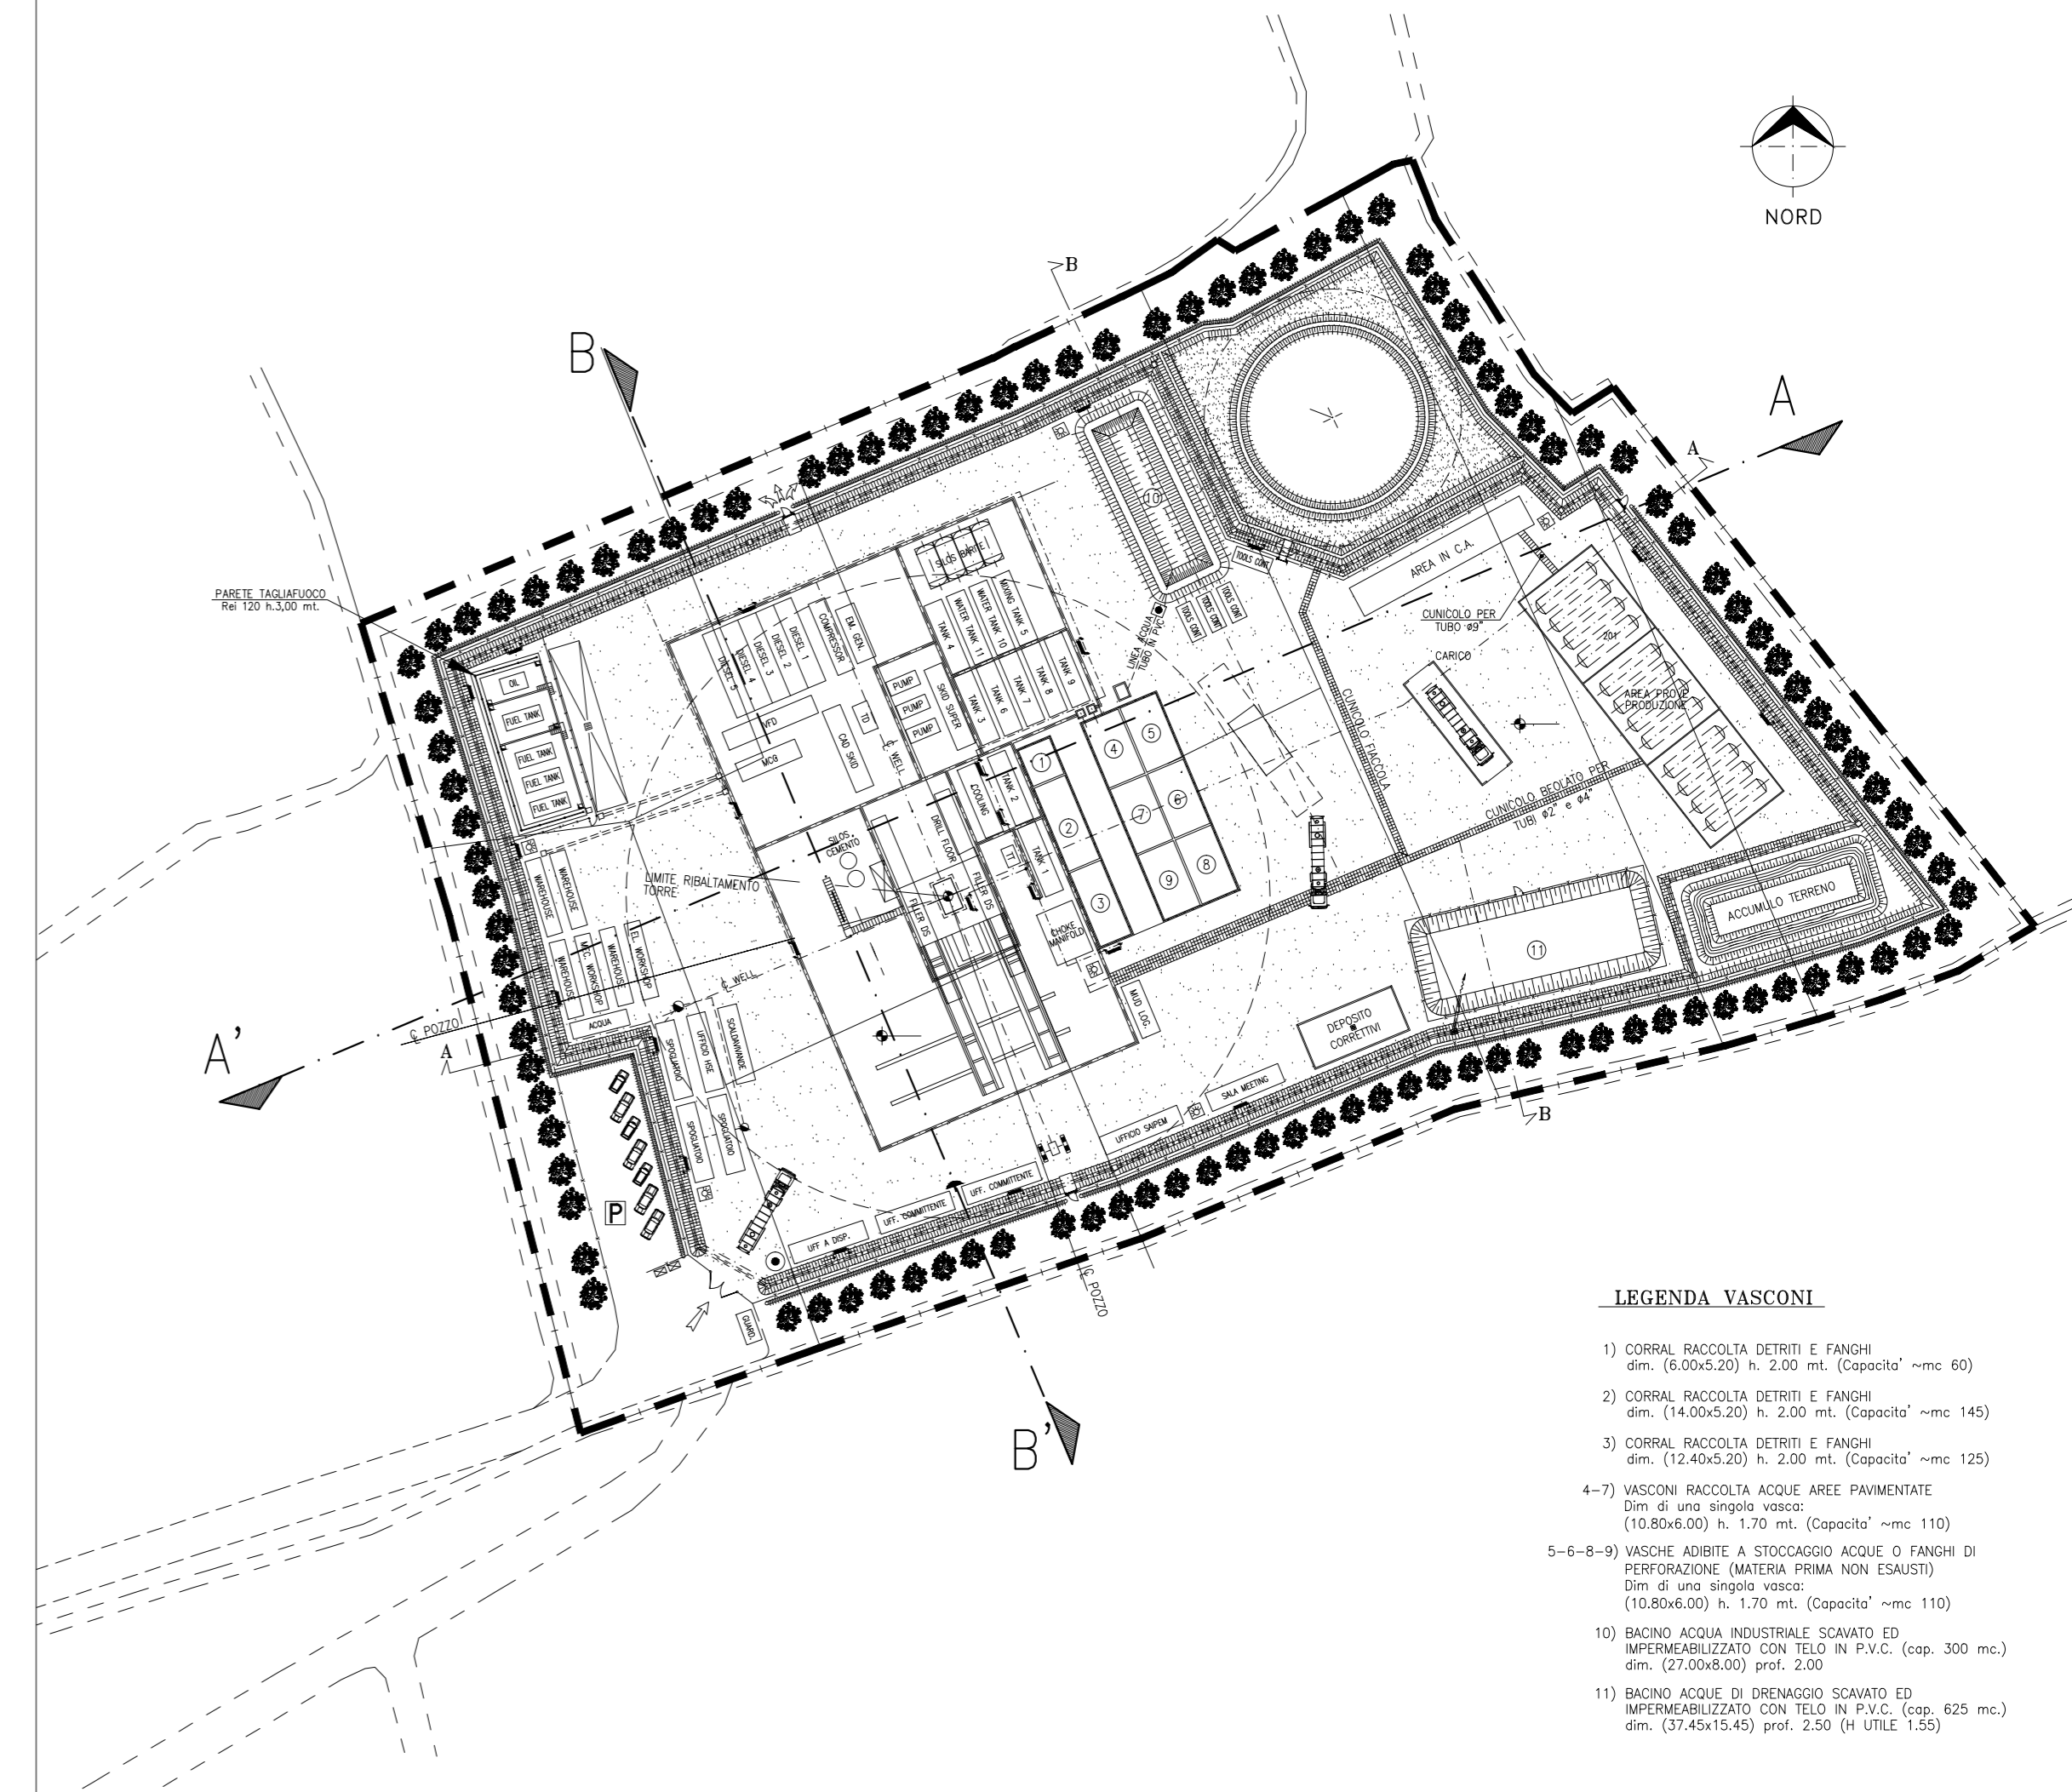 NORD
B
B
A
A
PARETE TAGLIAFUOCO
Rei 120 h.3,00 mt.
10
SILOS BARITE
TOOLS CONT.
AREA IN C.A.
MIXING TANK 5
WATER TANK 10
WATER TANK 11
TANK 4
EM. GEN.
COMPRESSOR
DIESEL 1
DIESEL 2
DIESEL 3
DIESEL 4
DIESEL 5
TOOLS CONT
TOOLS CONT
TOOLS CONT
LINEA ACQUA
TUBO IN PVC
CUNICOLO PER
TUBO ø9"
201
CARICO
AREA PROVE
PRODUZIONE
OIL
FUEL TANK
FUEL TANK
FUEL TANK
FUEL TANK
PUMP
PUMP
PUMP
SKID SUPER
TANK 3
TANK 6
TANK 7
TANK 8
TANK 9
VFD
MCG
CAD SKID
TD
WELL
CUNICOLO FIACCOLA
1
4
5
2
7
6
3
9
8
COOLING
TANK 2
TANK 1
TT
DRILL FLOOR
FILLER DS
FILLER DS
SILOS
CEMENTO
CUNICOLO BEOLATO PER
TUBI ø2" e ø4"
LIMITE RIBALTAMENTO
TORRE
WAREHOUSE
WAREHOUSE
WAREHOUSE
MEC. WORKSHOP
WAREHOUSE
EL. WORKSHOP
CHOKE
MANIFOLD
ACCUMULO TERRENO
11
WELL
ACQUA
MUD LOG.
DEPOSITO
CORRETTIVI
POZZO
A'
A
SPOGLIATOIO
UFFICIO HSE
SCALDAVIVANDE
SPOGLIATOIO
SPOGLIATOIO
SALA MEETING
UFFICIO SAIPEM
B
UFF. COMMITTENTE
UFF. COMMITTENTE
UFF A DISP.
P
GUARD.
POZZO
B'
LEGENDA VASCONI
1) CORRAL RACCOLTA DETRITI E FANGHI
dim. (6.00x5.20) h. 2.00 mt. (Capacita' ~mc 60)
2) CORRAL RACCOLTA DETRITI E FANGHI
dim. (14.00x5.20) h. 2.00 mt. (Capacita' ~mc 145)
3) CORRAL RACCOLTA DETRITI E FANGHI
dim. (12.40x5.20) h. 2.00 mt. (Capacita' ~mc 125)
4-7) VASCONI RACCOLTA ACQUE AREE PAVIMENTATE
Dim di una singola vasca:
(10.80x6.00) h. 1.70 mt. (Capacita' ~mc 110)
5-6-8-9) VASCHE ADIBITE A STOCCAGGIO ACQUE O FANGHI DI
PERFORAZIONE (MATERIA PRIMA NON ESAUSTI)
Dim di una singola vasca:
(10.80x6.00) h. 1.70 mt. (Capacita' ~mc 110)
10) BACINO ACQUA INDUSTRIALE SCAVATO ED
IMPERMEABILIZZATO CON TELO IN P.V.C. (cap. 300 mc.)
dim. (27.00x8.00) prof. 2.00
11) BACINO ACQUE DI DRENAGGIO SCAVATO ED
IMPERMEABILIZZATO CON TELO IN P.V.C. (cap. 625 mc.)
dim. (37.45x15.45) prof. 2.50 (H UTILE 1.55)